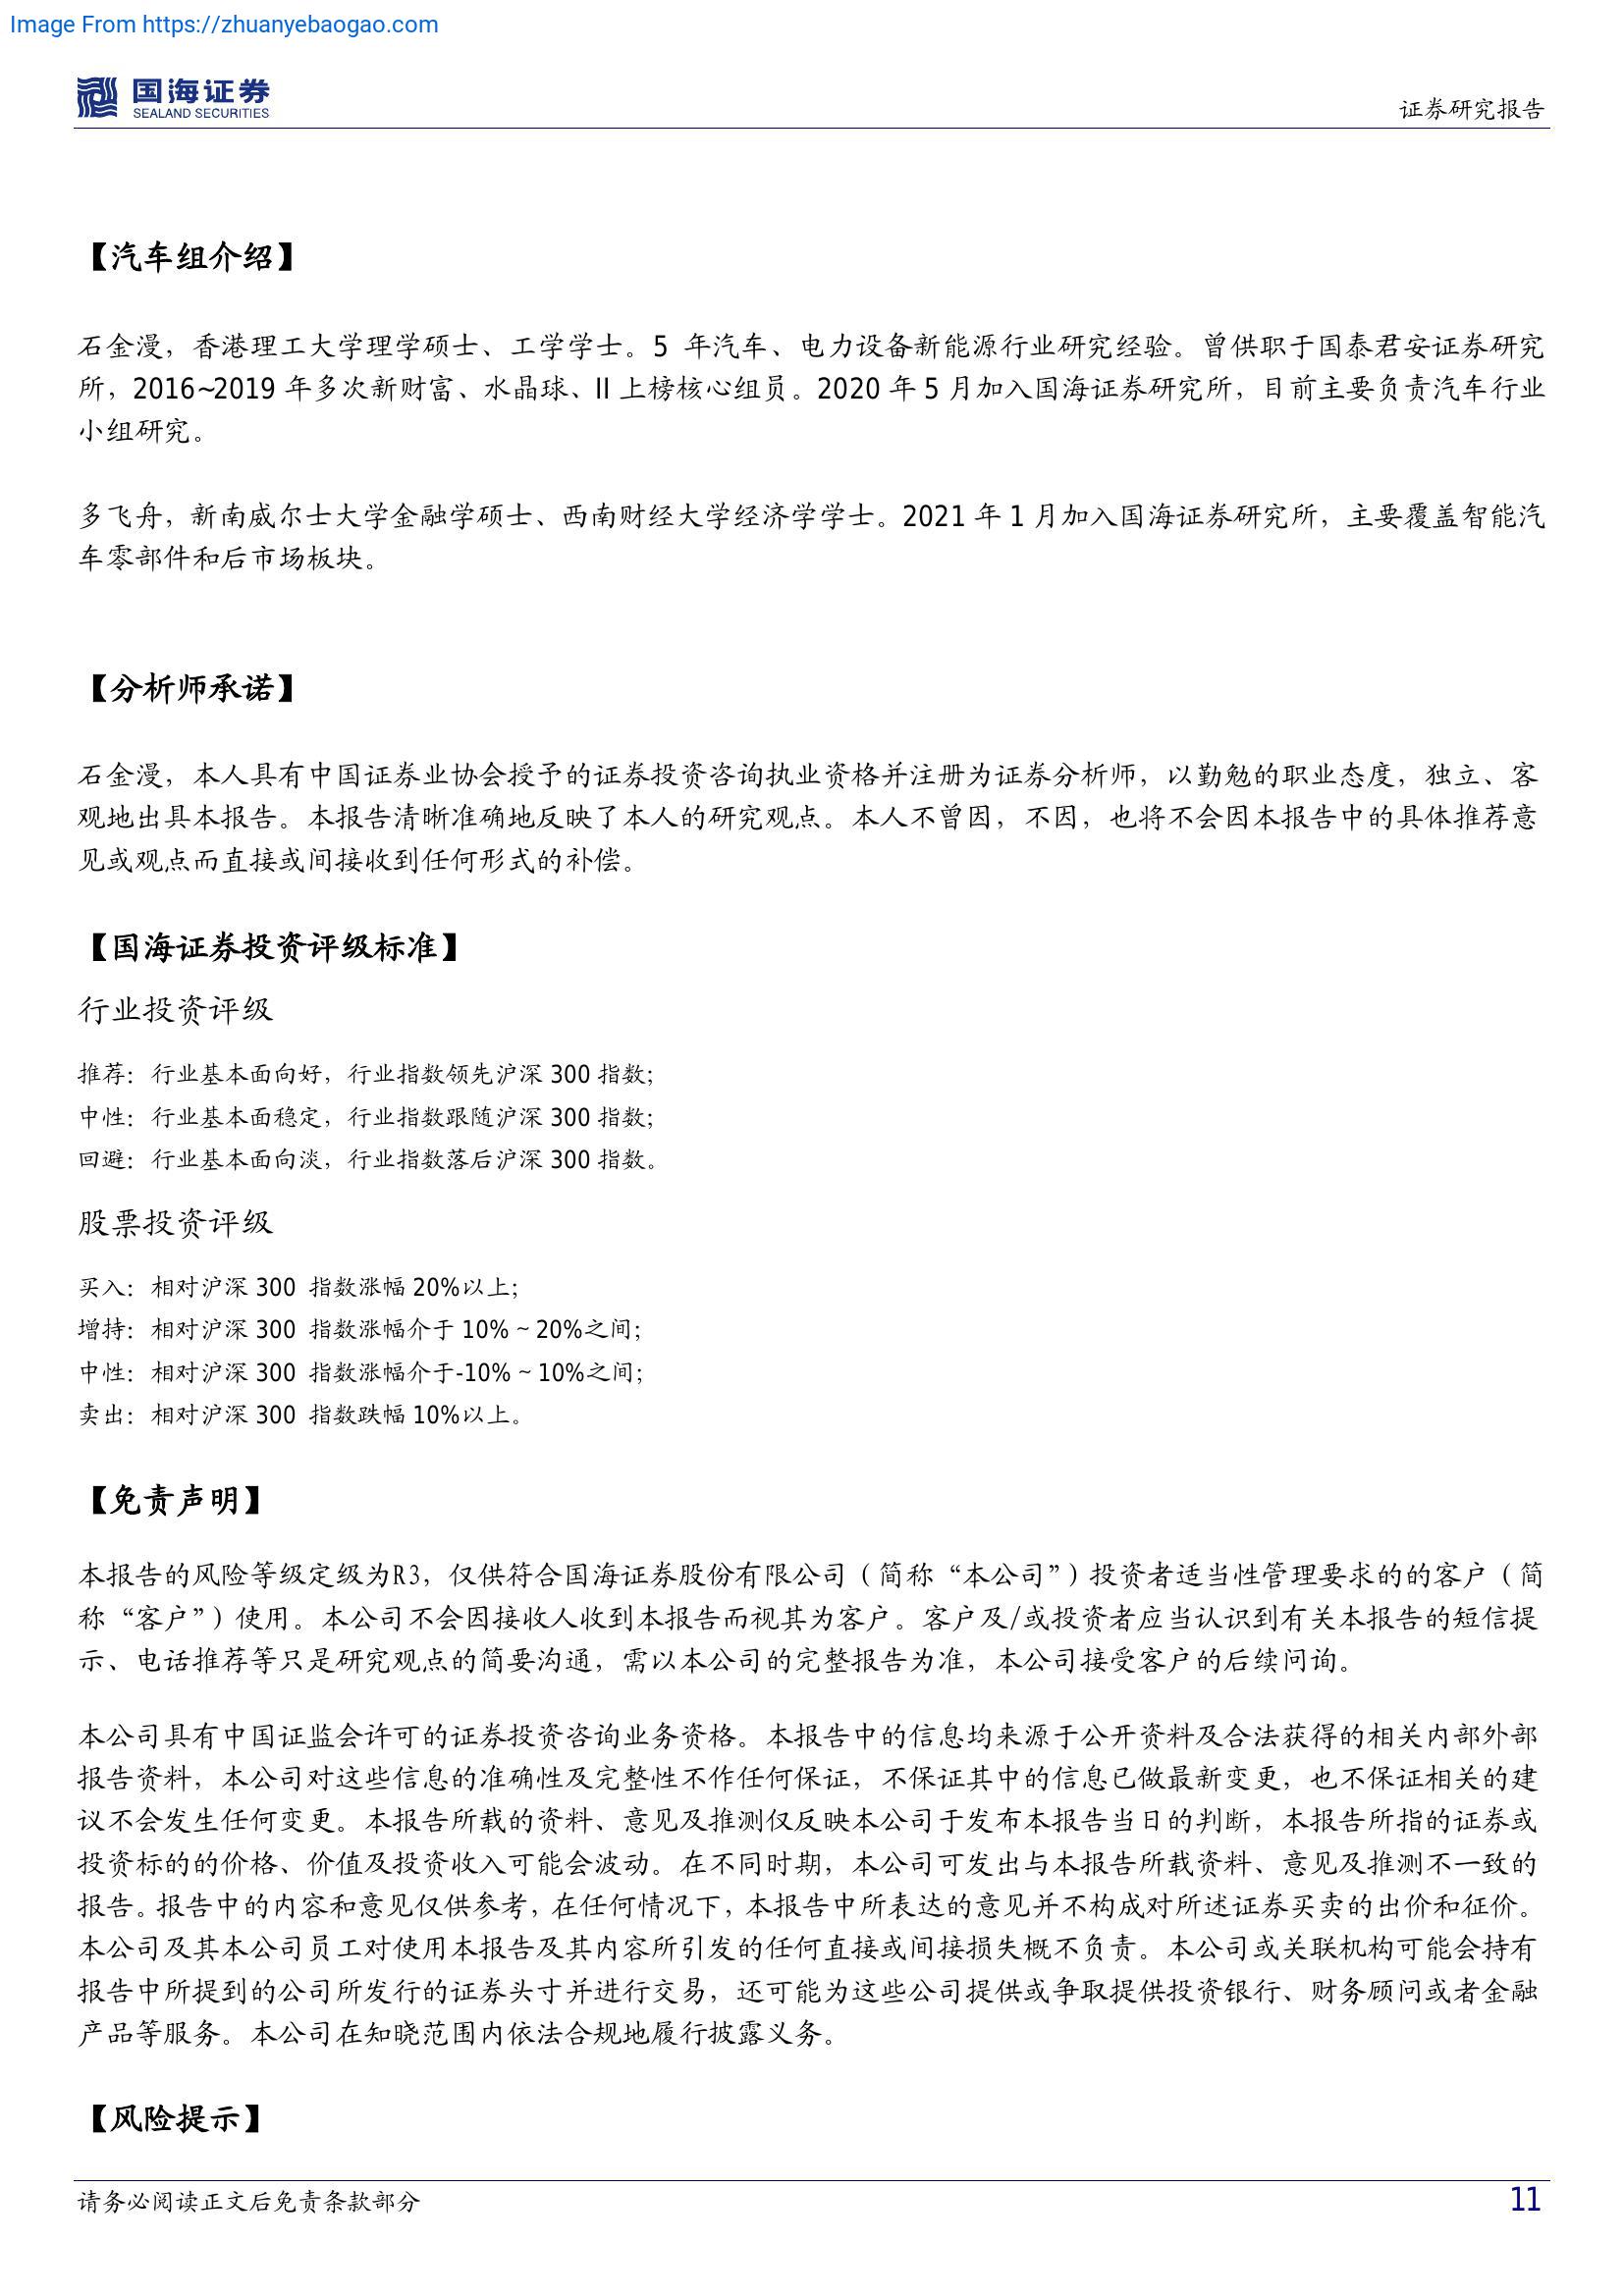 Image From https://zhuanyebaogao.com
国海证券
SEALAND SECURITIES
证券研究报告
【汽车组介绍】
石金漫，香港理工大学理学硕士、工学学士。5 年汽车、电力设备新能源行业研究经验。曾供职于国泰君安证券研究
所，2016~2019 年多次新财富、水晶球、II 上榜核心组员。2020 年 5 月加入国海证券研究所，目前主要负责汽车行业
小组研究。
多飞舟，新南威尔士大学金融学硕士、西南财经大学经济学学士。2021 年 1 月加入国海证券研究所，主要覆盖智能汽
车零部件和后市场板块。
【分析师承诺】
石金漫，本人具有中国证券业协会授予的证券投资咨询执业资格并注册为证券分析师，以勤勉的职业态度，独立、客
观地出具本报告。本报告清晰准确地反映了本人的研究观点。本人不曾因，不因，也将不会因本报告中的具体推荐意
见或观点而直接或间接收到任何形式的补偿。
【国海证券投资评级标准】
行业投资评级
推荐：行业基本面向好，行业指数领先沪深 300 指数；
中性：行业基本面稳定，行业指数跟随沪深 300 指数；
回避：行业基本面向淡，行业指数落后沪深 300 指数。
股票投资评级
买入：相对沪深 300 指数涨幅 20%以上；
增持：相对沪深 300 指数涨幅介于 10%～20%之间；
中性：相对沪深 300 指数涨幅介于-10%～10%之间；
卖出：相对沪深 300 指数跌幅 10%以上。
【免责声明】
本报告的风险等级定级为R3，仅供符合国海证券股份有限公司（简称“本公司”）投资者适当性管理要求的的客户（简
称“客户”）使用。本公司不会因接收人收到本报告而视其为客户。客户及/或投资者应当认识到有关本报告的短信提
示、电话推荐等只是研究观点的简要沟通，需以本公司的完整报告为准，本公司接受客户的后续问询。
本公司具有中国证监会许可的证券投资咨询业务资格。本报告中的信息均来源于公开资料及合法获得的相关内部外部
报告资料，本公司对这些信息的准确性及完整性不作任何保证，不保证其中的信息已做最新变更，也不保证相关的建
议不会发生任何变更。本报告所载的资料、意见及推测仅反映本公司于发布本报告当日的判断，本报告所指的证券或
投资标的的价格、价值及投资收入可能会波动。在不同时期，本公司可发出与本报告所载资料、意见及推测不一致的
报告。报告中的内容和意见仅供参考，在任何情况下，本报告中所表达的意见并不构成对所述证券买卖的出价和征价。
本公司及其本公司员工对使用本报告及其内容所引发的任何直接或间接损失概不负责。本公司或关联机构可能会持有
报告中所提到的公司所发行的证券头寸并进行交易，还可能为这些公司提供或争取提供投资银行、财务顾问或者金融
产品等服务。本公司在知晓范围内依法合规地履行披露义务。
【风险提示】
请务必阅读正文后免责条款部分
11